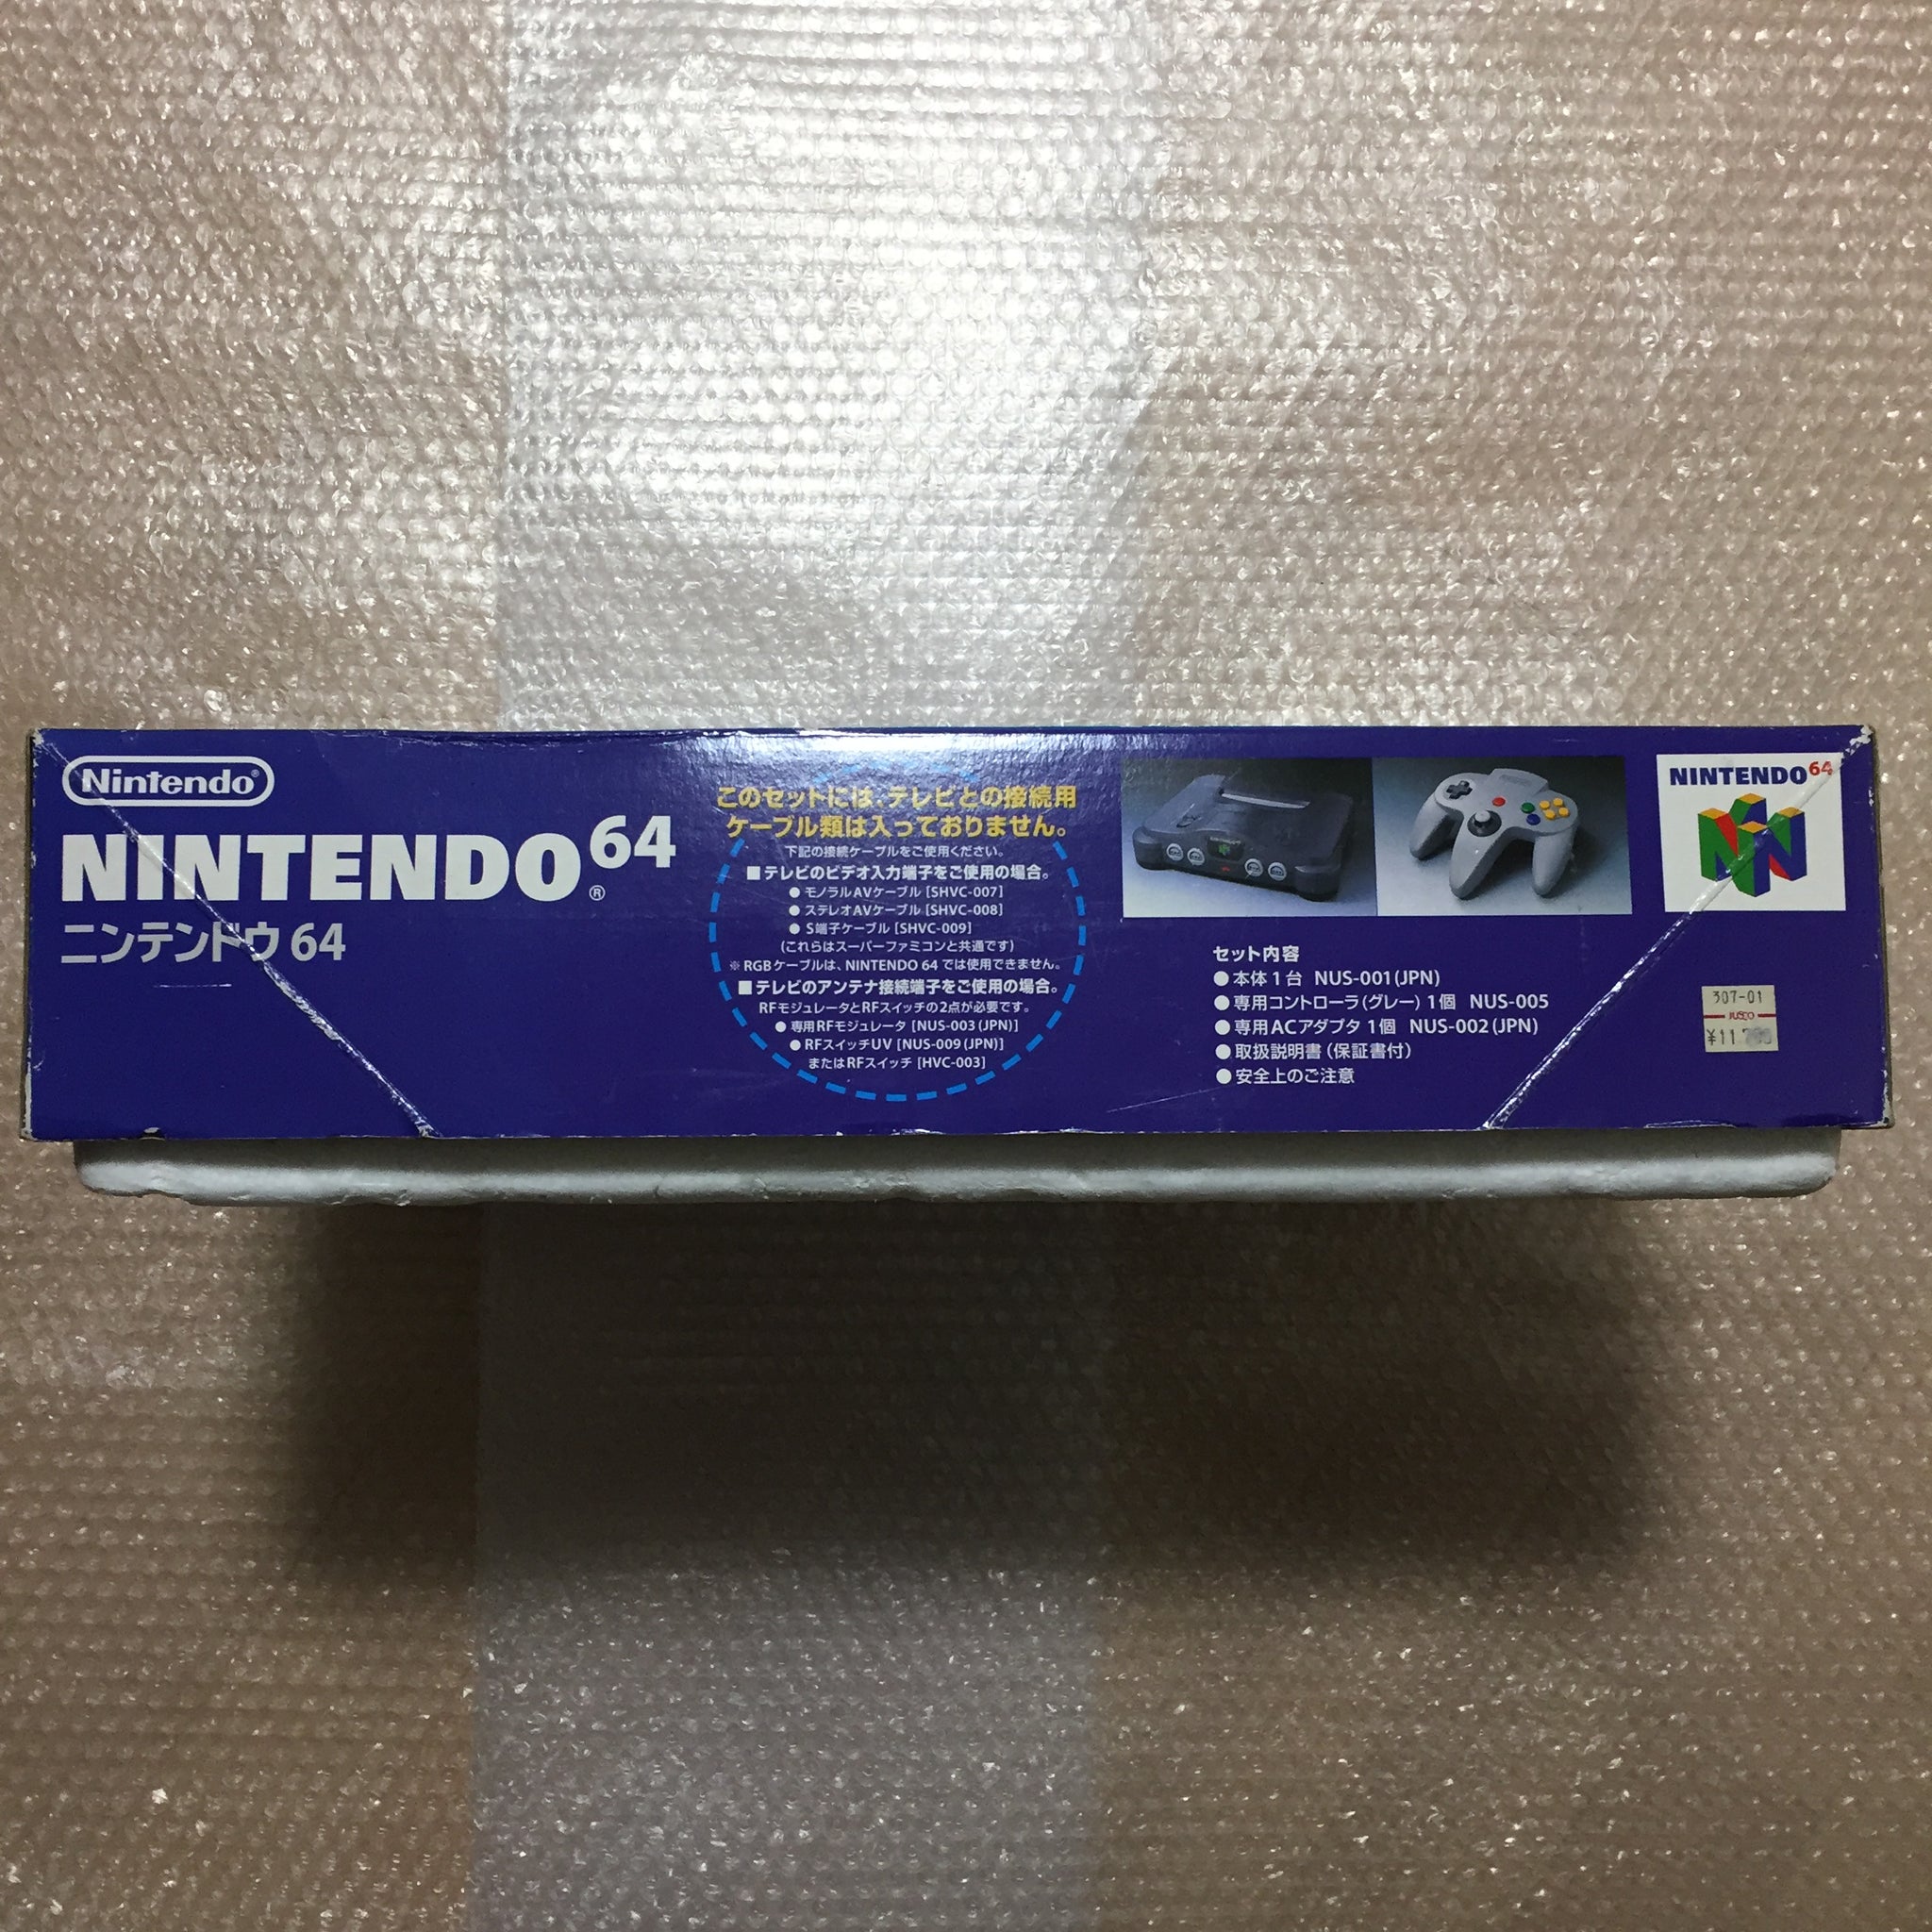 Nintendo®
NINTENDO64®
ニンテンドウ64
このセットには、テレビとの接続用
ケーブル類は入っておりません。
下記の接続ケーブルをご使用ください。
■テレビのビデオ入力端子をご使用の場合。
●モノラルAVケーブル [SHVC-007]
●ステレオAVケーブル [SHVC-008]
●S端子ケーブル [SHVC-009]
(これらはスーパーファミコンと共通です)
※RGBケーブルは、NINTENDO 64では使用できません。
■テレビのアンテナ接続端子をご使用の場合。
RFモジュレータとRFスイッチの2点が必要です。
●専用RFモジュレータ [NUS-003(JPN)]
●RFスイッチUV [NUS-009(JPN)]
またはRFスイッチ [HVC-003]
セット内容
●本体1台 NUS-001(JPN)
●専用コントローラ(グレー)1個 NUS-005
●専用ACアダプタ1個 NUS-002(JPN)
●取扱説明書(保証書付)
●安全上のご注意
NINTENDO64
307-01
JUSCO